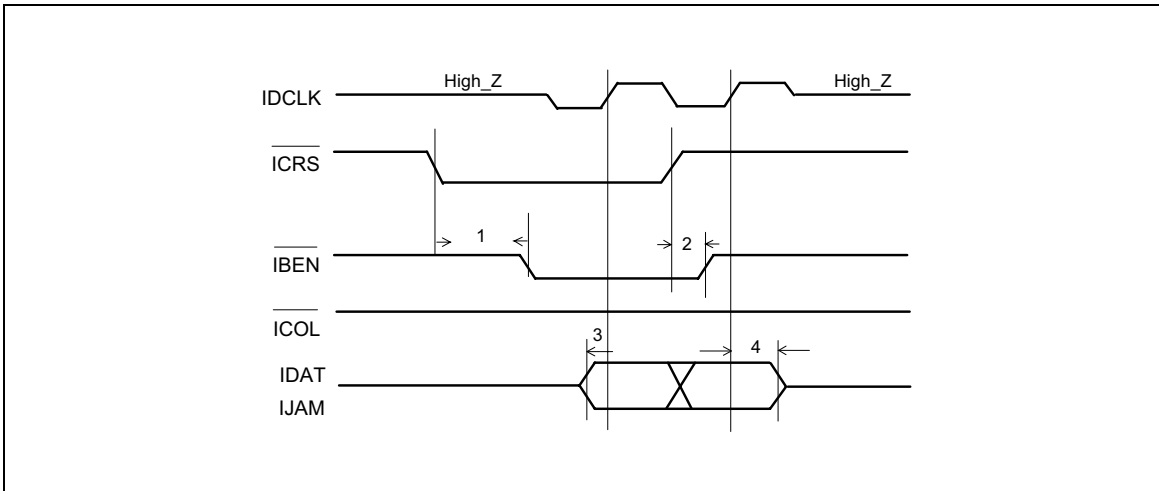 High_Z
High_Z
IDCLK
ICRS
1
2
IBEN
ICOL
3
4
IDAT
IJAM